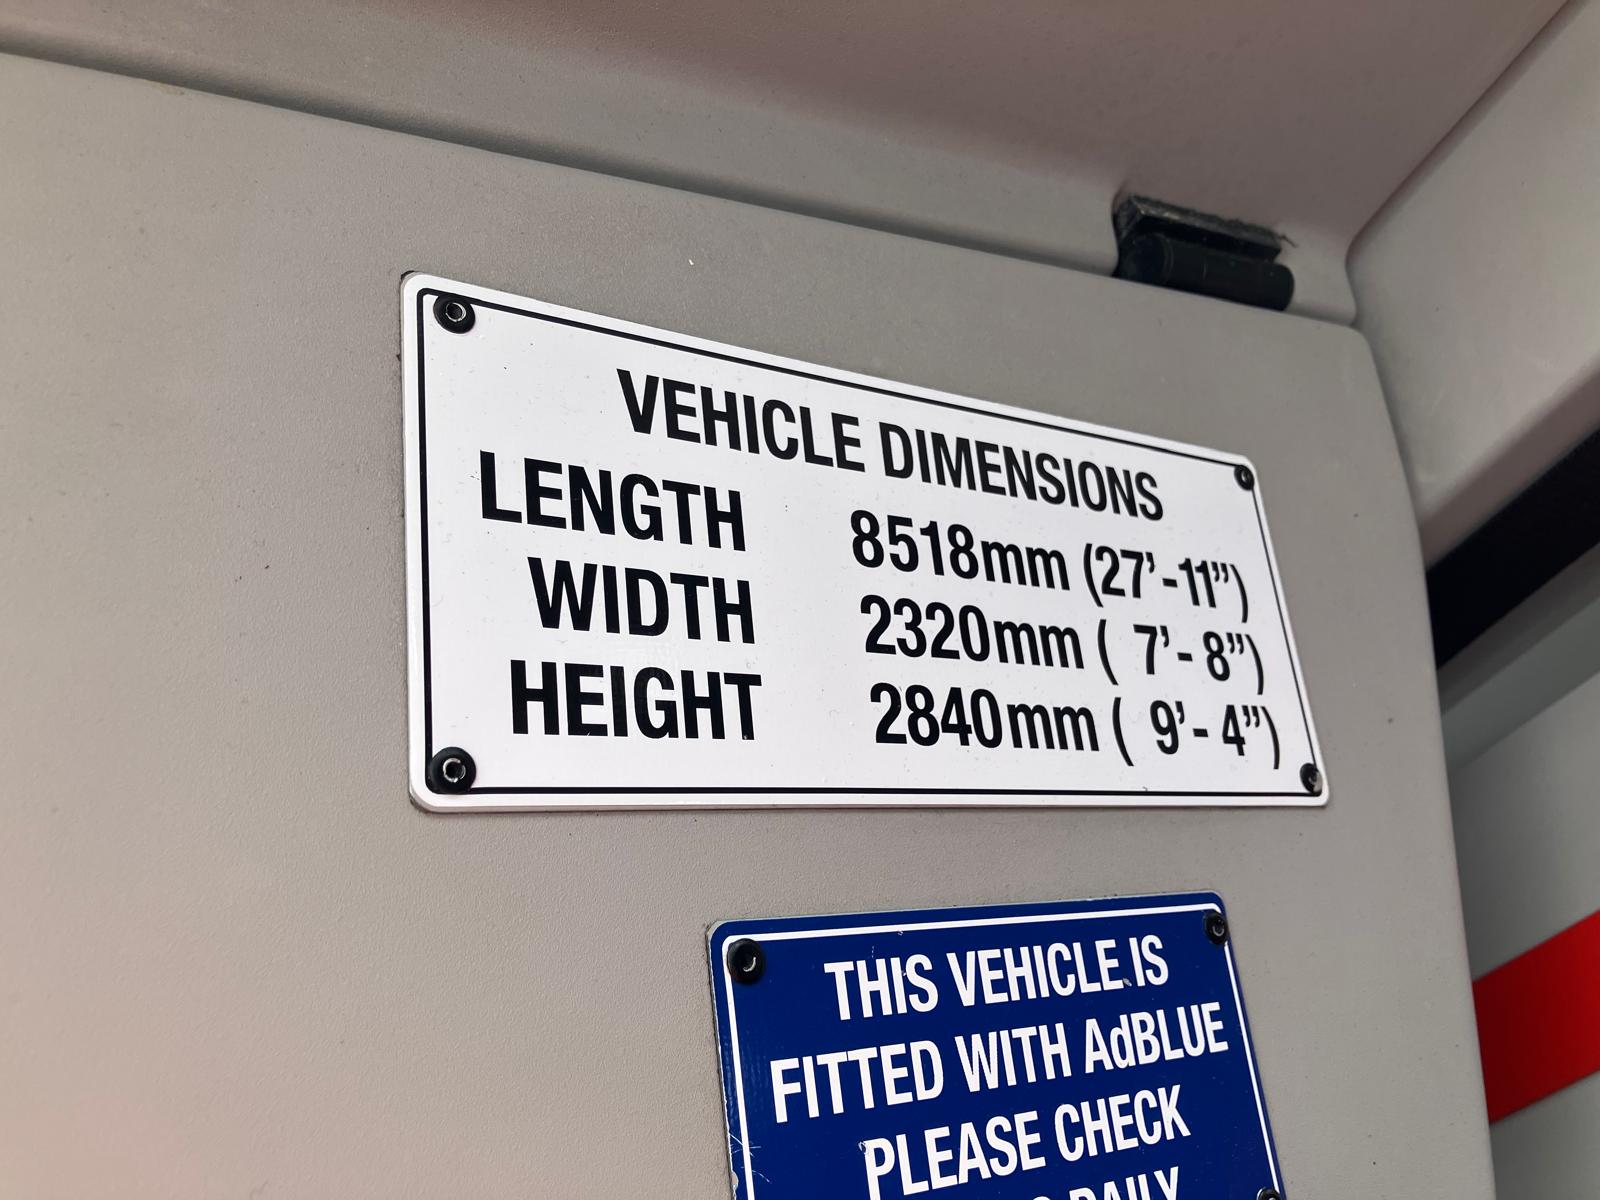 VEHICLE DIMENSIONS
LENGTH 8518mm (27'-11")
WIDTH 2320mm ( 7'- 8")
HEIGHT 2840mm ( 9'- 4")
THIS VEHICLE IS
FITTED WITH AdBLUE
PLEASE CHECK
DAILY